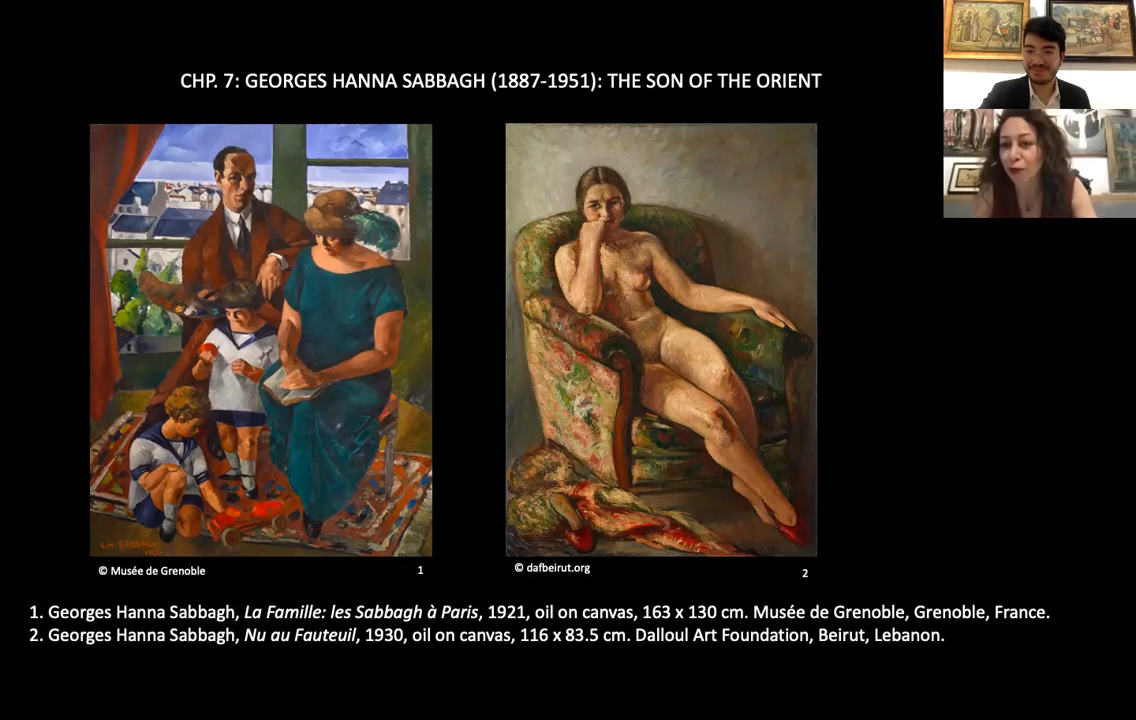 CHP. 7: GEORGES HANNA SABBAGH (1887-1951): THE SON OF THE ORIENT
G.H-SABBAGH
© Musée de Grenoble
1
© dafbeirut.org
2
1. Georges Hanna Sabbagh, La Famille: les Sabbagh à Paris, 1921, oil on canvas, 163 x 130 cm. Musée de Grenoble, Grenoble, France.
2. Georges Hanna Sabbagh, Nu au Fauteuil, 1930, oil on canvas, 116 x 83.5 cm. Dalloul Art Foundation, Beirut, Lebanon.